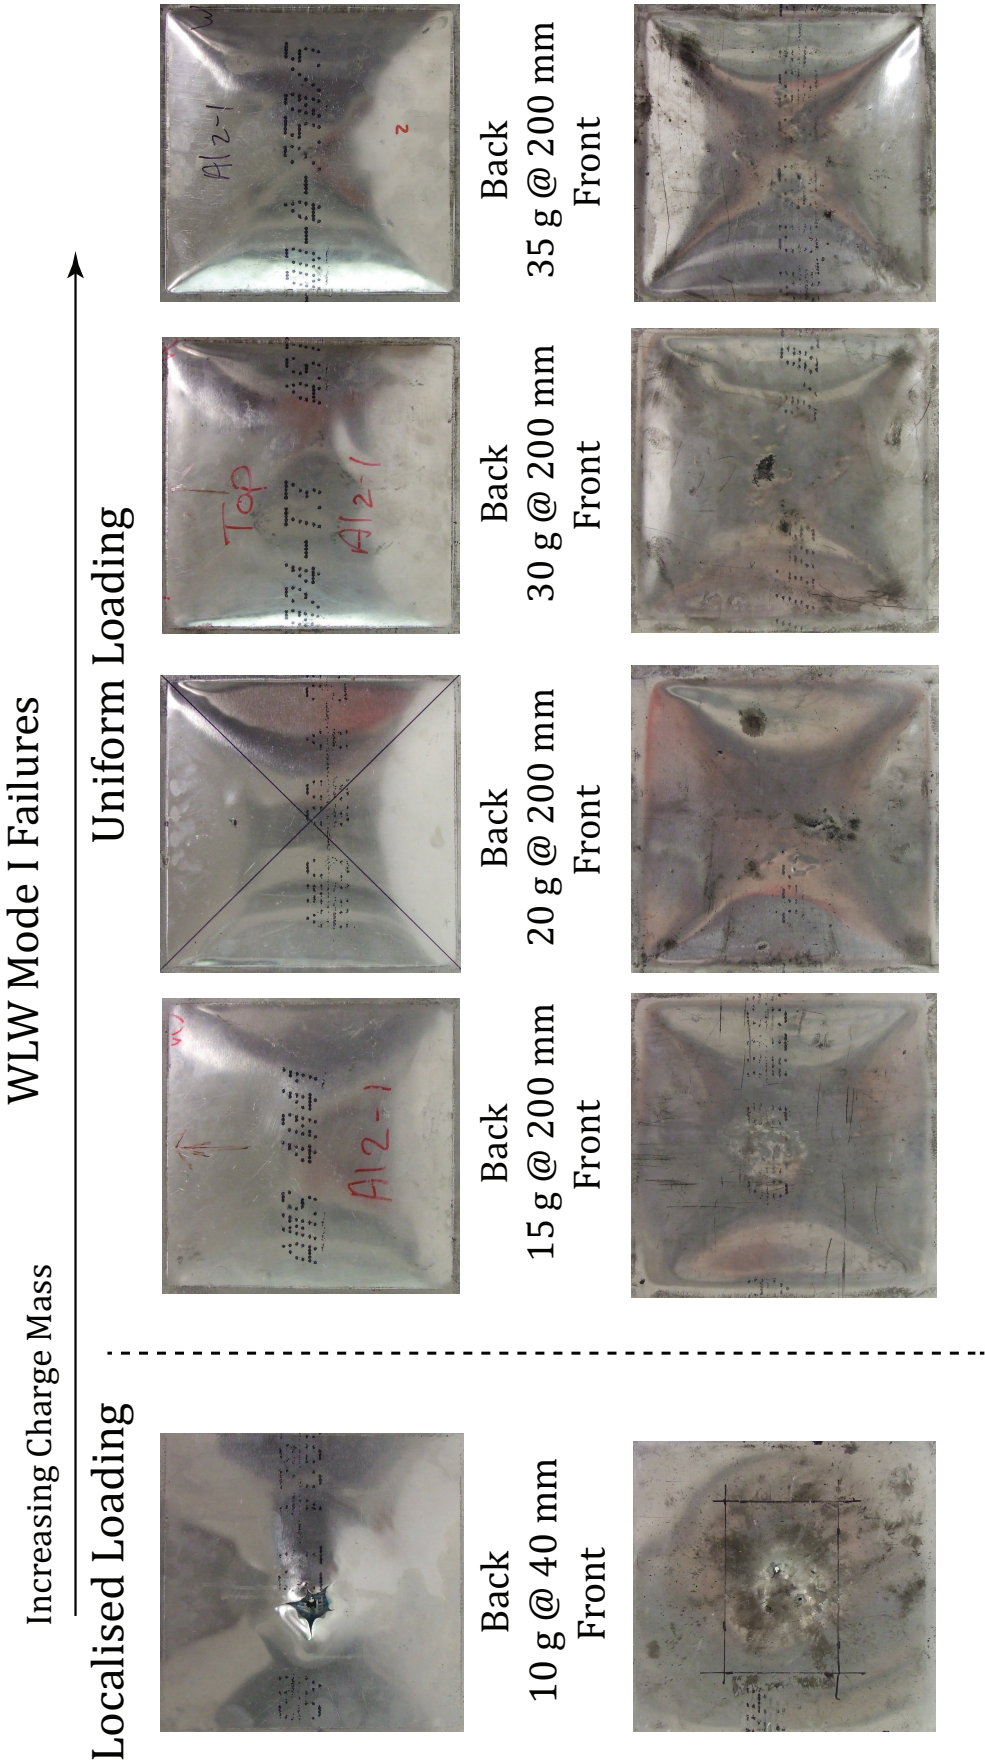 WLW Mode I Failures
Increasing Charge Mass
Localised Loading
Uniform Loading
Al2-1
Top
Al2-1
Al2-1
2
Back
10 g @ 40 mm
Front
Back
15 g @ 200 mm
Front
Back
20 g @ 200 mm
Front
Back
30 g @ 200 mm
Front
Back
35 g @ 200 mm
Front